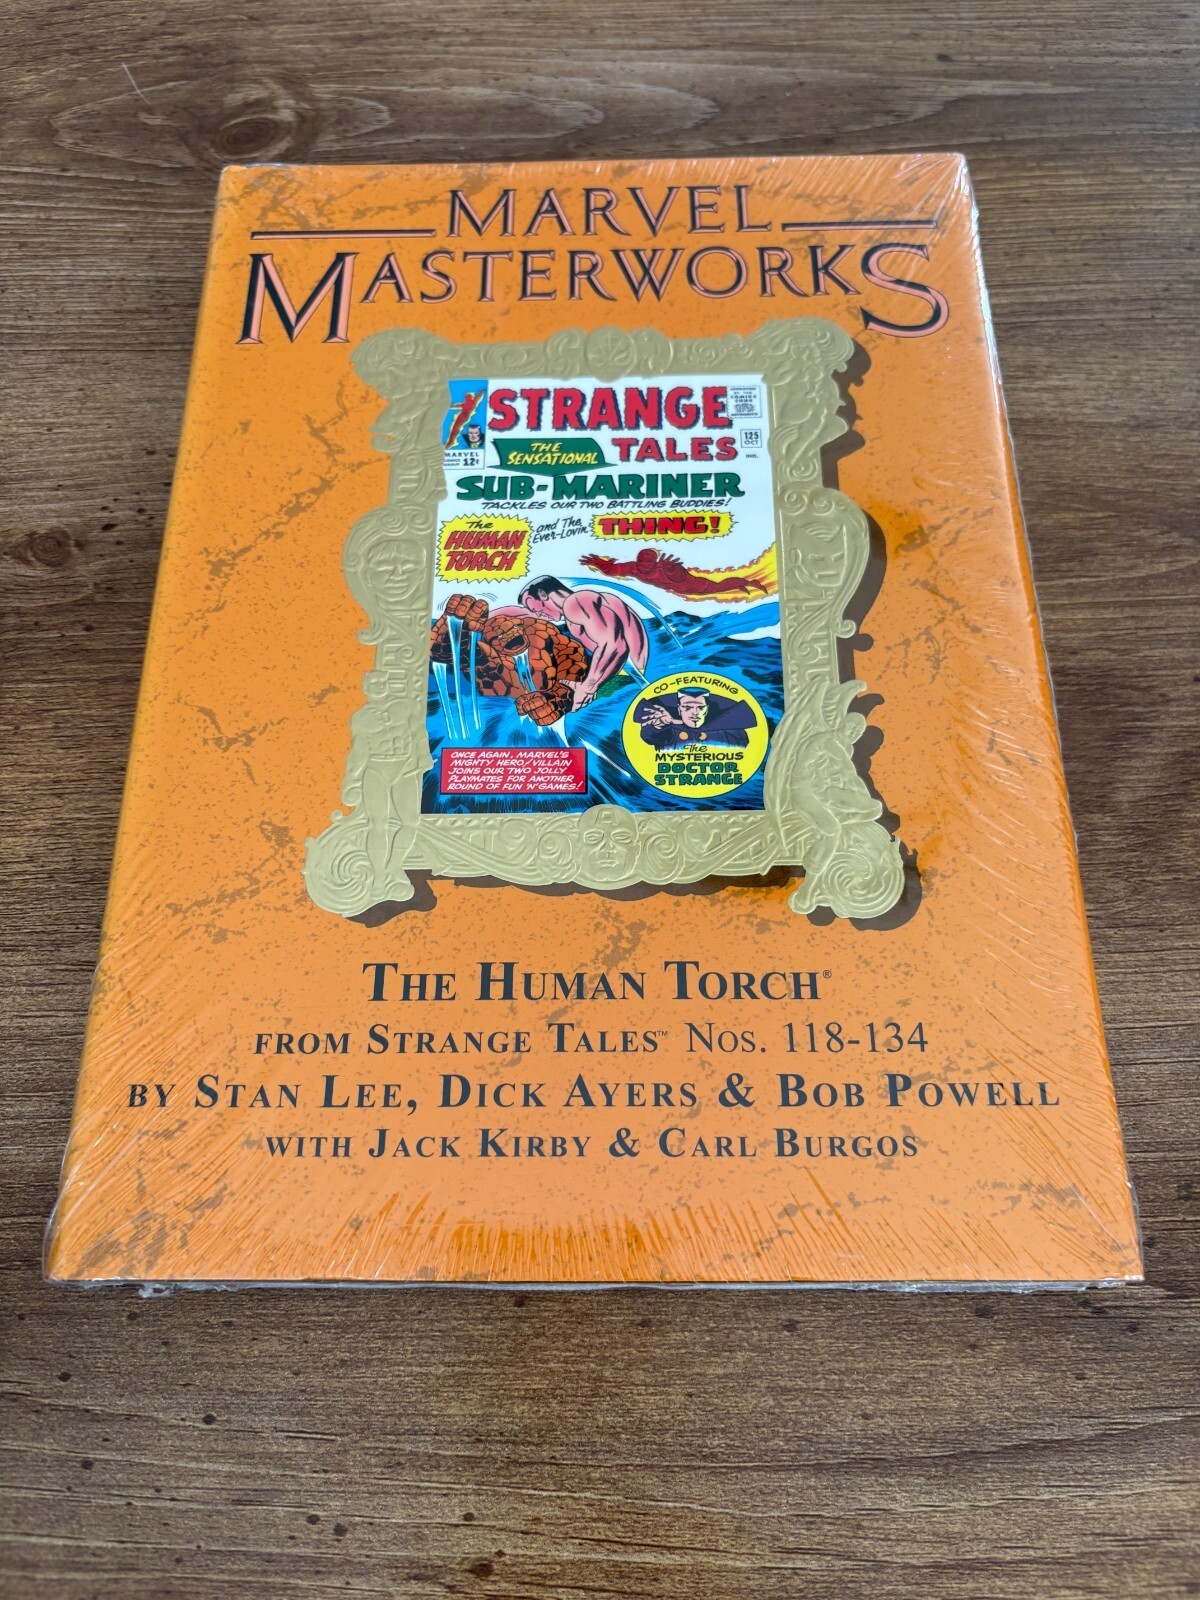 MARVEL
MASTERWORKS
STRANGE
TALES
THE
SENSATIONAL
125
OCT
MARVEL
12¢
SUB-MARINER
TACKLES OUR TWO BATTLING BUDDIES!
The
HUMAN
TORCH
and The
Ever-Lovin'
THING!
CO-FEATURING
The
MYSTERIOUS
DOCTOR
STRANGE
ONCE AGAIN, MARVEL'S
MIGHTY HERO/VILLAIN
JOINS OUR TWO JOLLY
PLAYMATES FOR ANOTHER
ROUND OF FUN 'N' GAMES!
THE HUMAN TORCH®
FROM STRANGE TALES™ NOS. 118-134
BY STAN LEE, DICK AYERS & BOB POWELL
WITH JACK KIRBY & CARL BURGOS